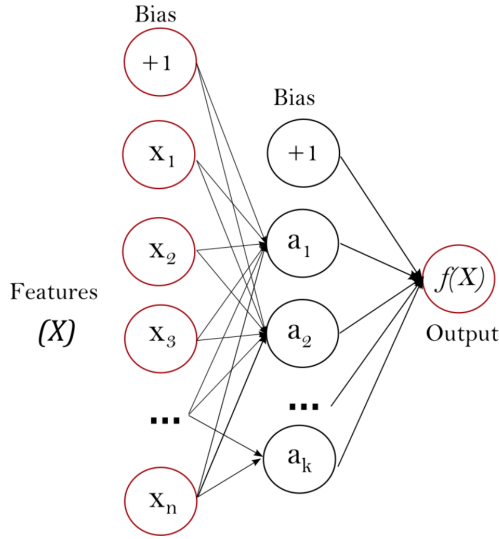 Bias
+1
x₁
x₂
x₃
...
xₙ
Features
(X)
Bias
+1
a₁
a₂
...
aₖ
f(X)
Output